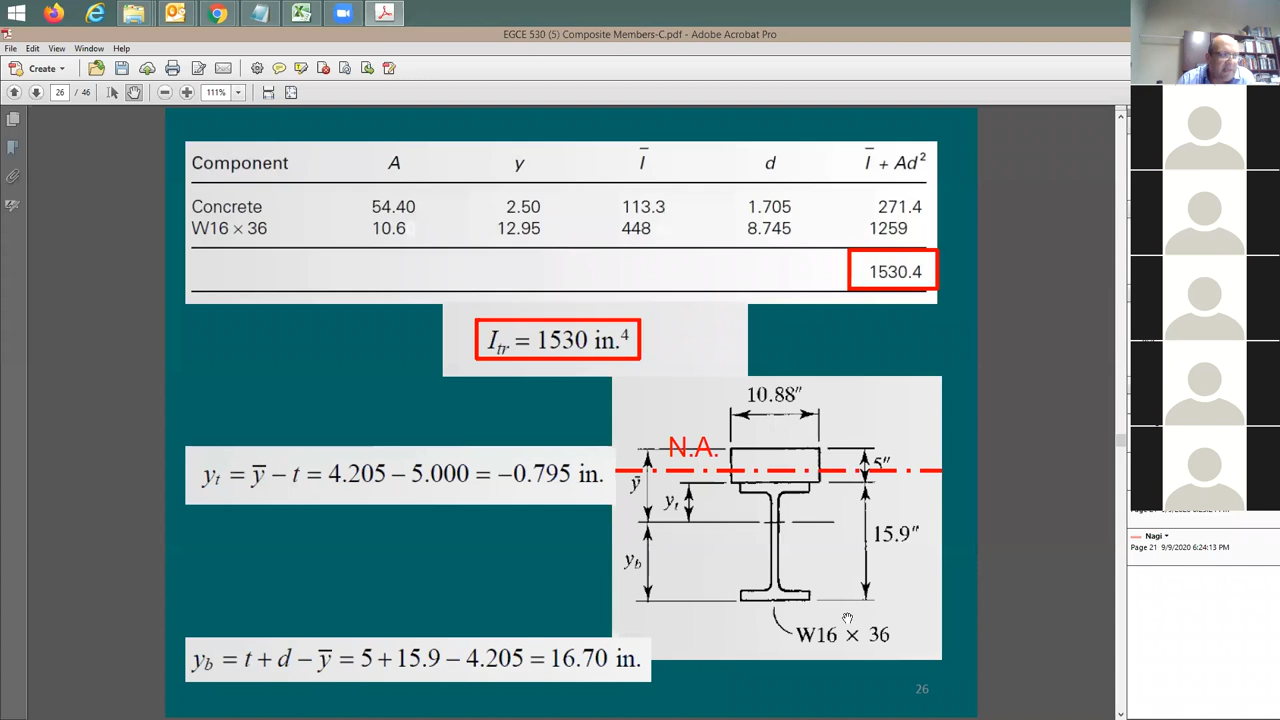 EGCE 530 (5) Composite Members-C.pdf - Adobe Acrobat Pro
File Edit View Window Help
Create
26 / 46 111%
Component A y I̅ d I̅ + Ad²
Concrete 54.40 2.50 113.3 1.705 271.4
W16 × 36 10.6 12.95 448 8.745 1259
1530.4
I_tr = 1530 in.⁴
10.88″
N.A.
5″
y̅
y_t = y̅ − t = 4.205 − 5.000 = −0.795 in.
y_t
15.9″
y_b
W16 × 36
y_b = t + d − y̅ = 5 + 15.9 − 4.205 = 16.70 in.
26
Nagi
Page 21 9/9/2020 6:24:13 PM